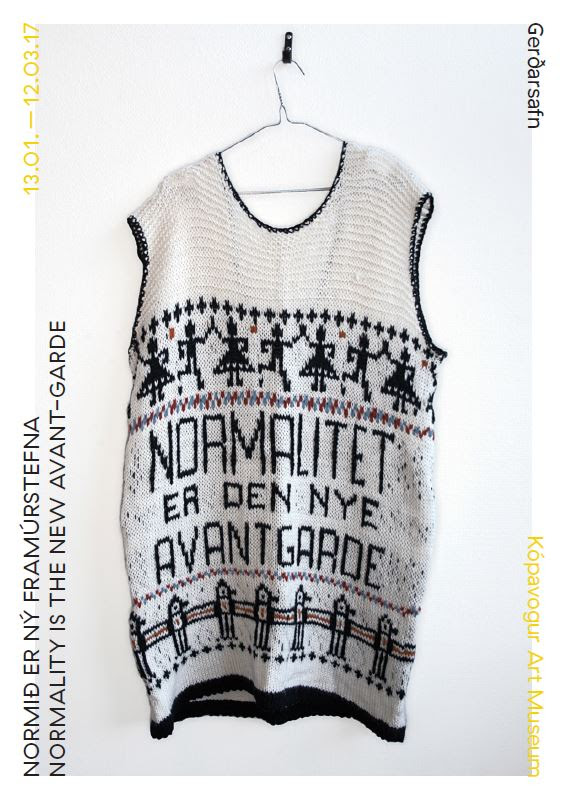 13.01. — 12.03.17
NORMIÐ ER NÝ FRAMÚRSTEFNA
NORMALITY IS THE NEW AVANT-GARDE
NORMALITET
ER DEN NYE
AVANTGARDE
Gerðarsafn
Kópavogur Art Museum